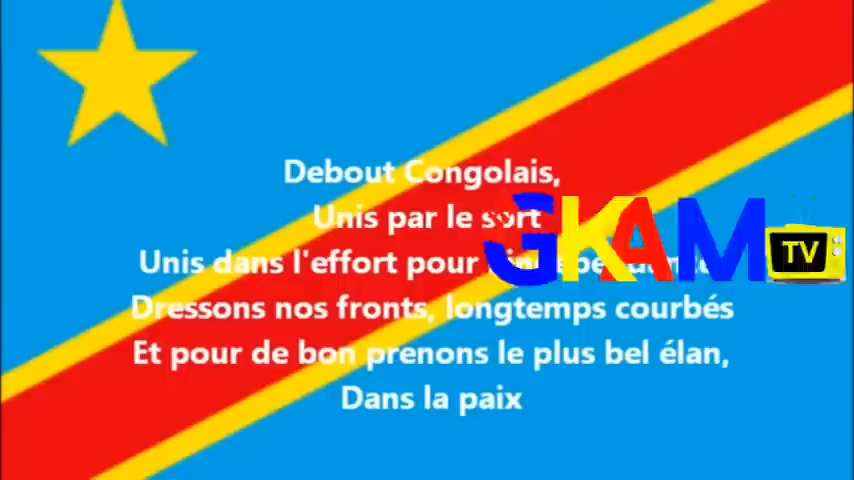 Debout Congolais,
Unis par le sort
Unis dans l'effort pour
Dressons nos fronts, longtemps courbés
Et pour de bon prenons le plus bel élan,
Dans la paix
GKAM TV